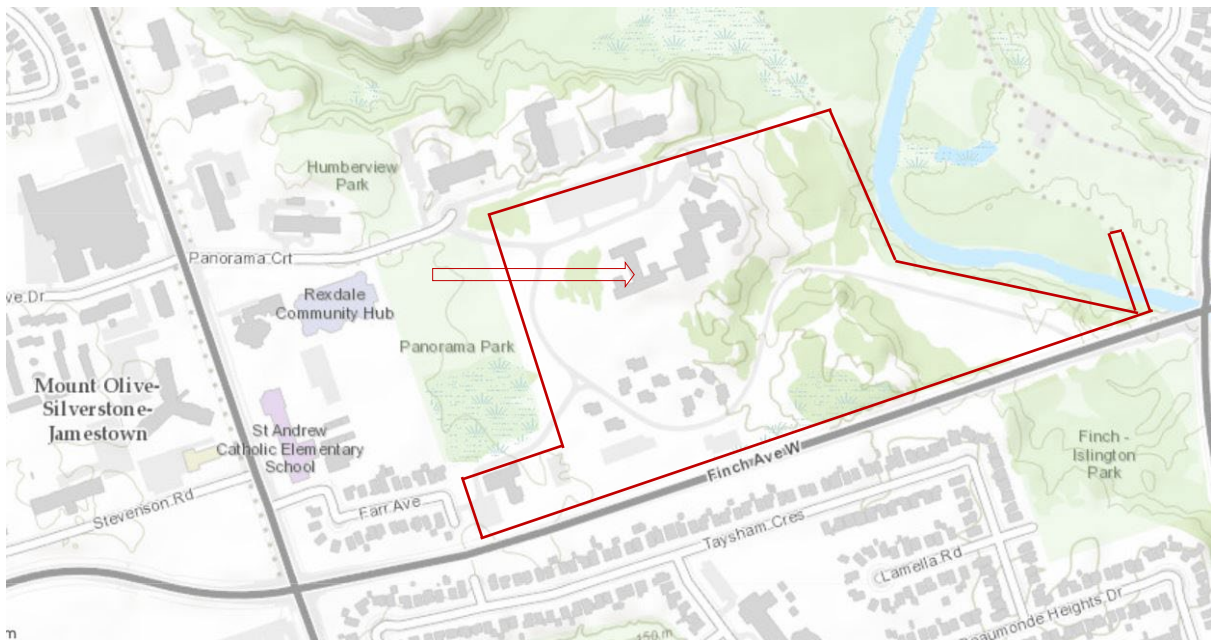 Humberview
Park
Panorama Crt
ve Dr
Rexdale
Community Hub
Panorama Park
Mount Olive-
Silverstone-
Jamestown
St Andrew
Catholic Elementary
School
Finch Ave W
Finch -
Islington
Park
Stevenson Rd
Farr Ave
Taysham Cres
Lamella Rd
Beaumonde Heights Dr
150 m
m